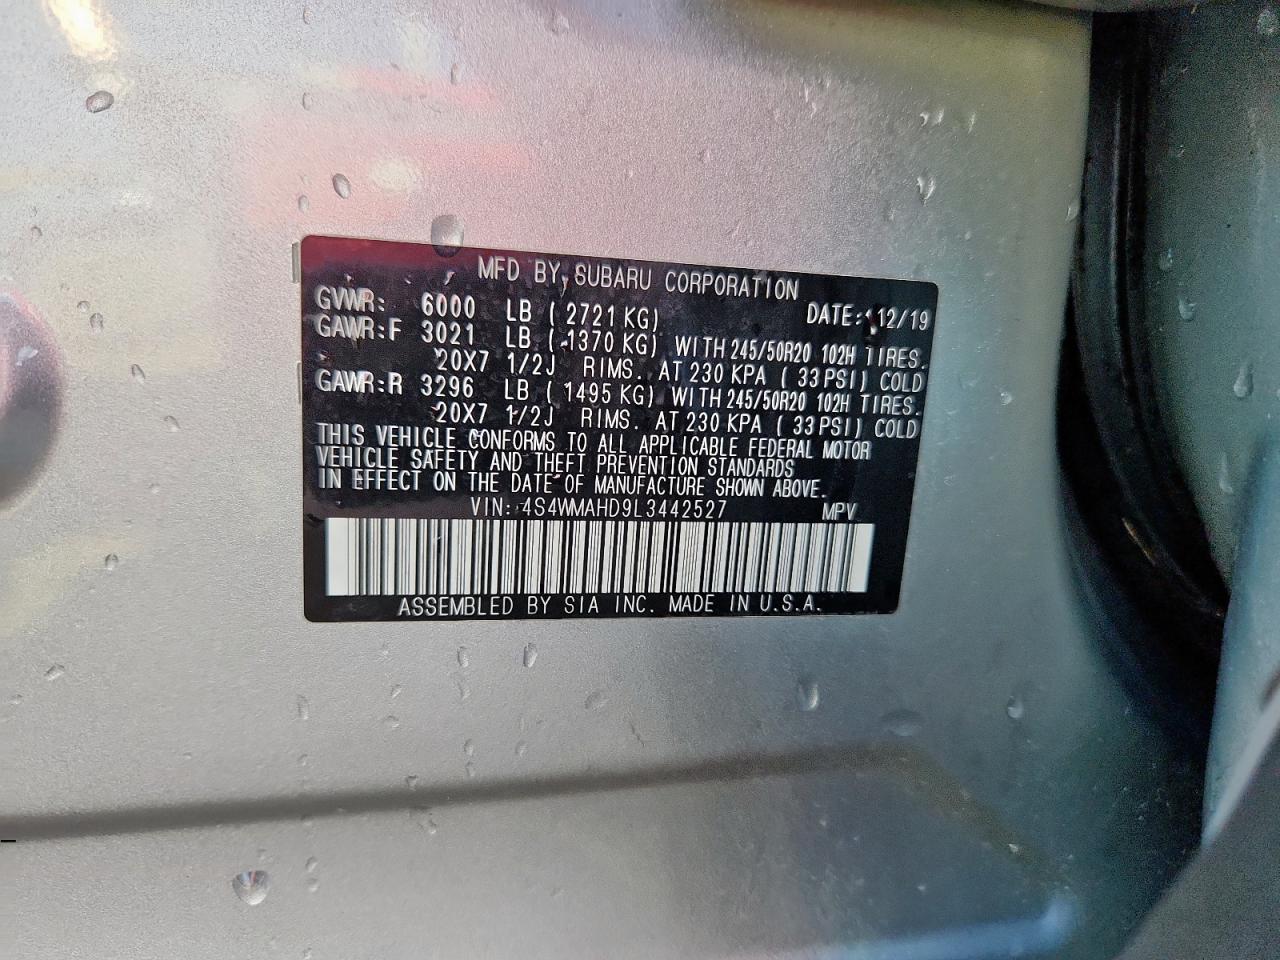 MFD BY, SUBARU CORPORATION
GVWR: 6000 LB ( 2721 KG) DATE: 12/19
GAWR:F 3021 LB ( 1370 KG) WITH 245/50R20 102H TIRES.
20X7 1/2J RIMS. AT 230 KPA ( 33PSI) COLD
GAWR:R 3296 LB ( 1495 KG) WITH 245/50R20 102H TIRES.
20X7 1/2J RIMS. AT 230 KPA ( 33PSI) COLD
THIS VEHICLE CONFORMS TO ALL APPLICABLE FEDERAL MOTOR
VEHICLE SAFETY AND THEFT PREVENTION STANDARDS
IN EFFECT ON THE DATE OF MANUFACTURE SHOWN ABOVE.
VIN: 4S4WMAHD9L3442527 MPV
ASSEMBLED BY SIA INC. MADE IN U.S.A.